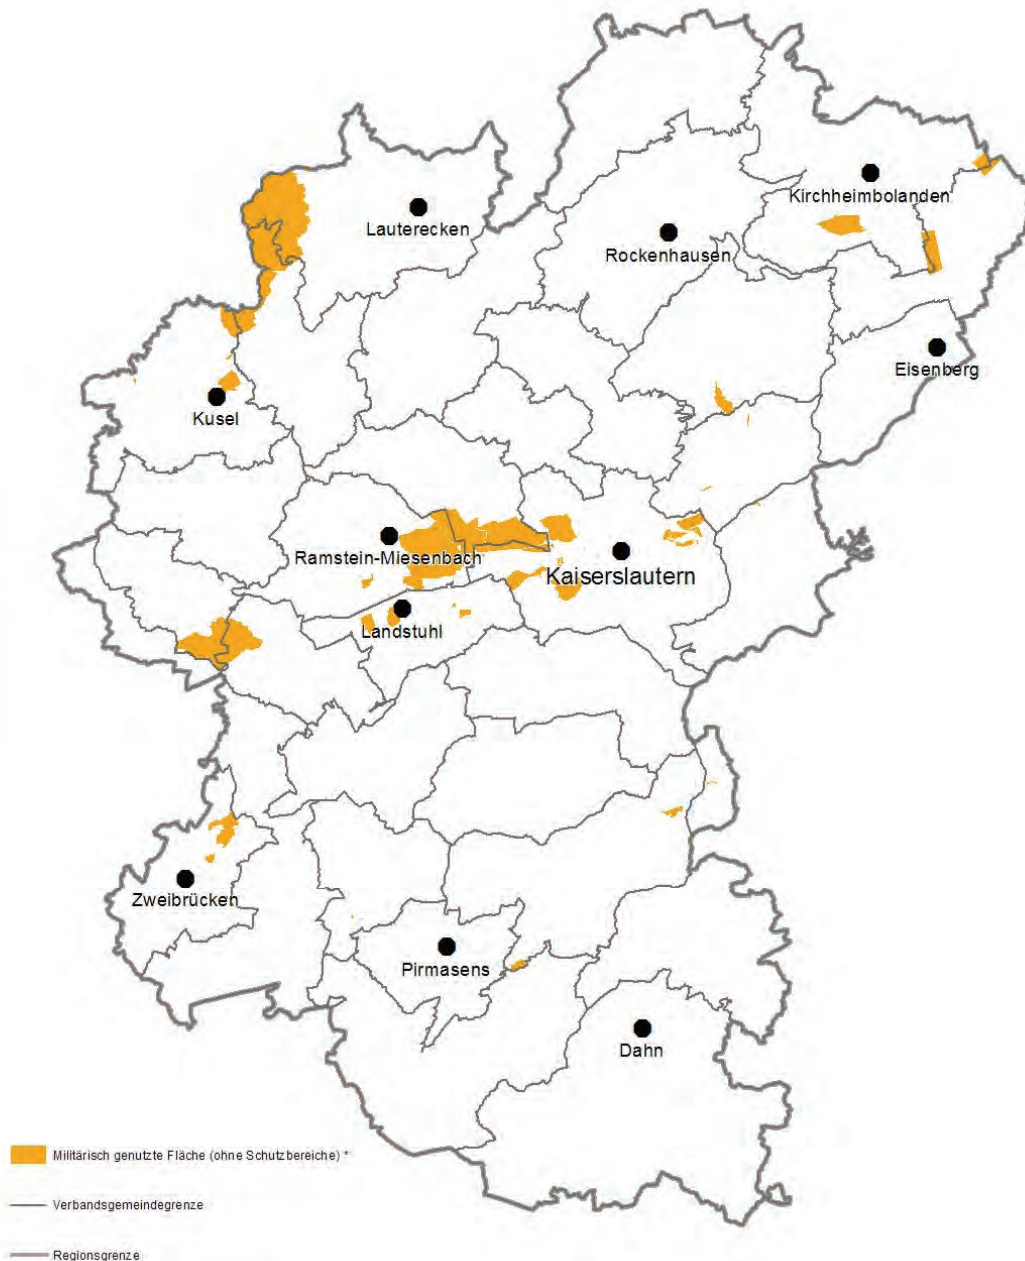 Kirchheimbolanden
Lauterecken
Rockenhausen
Eisenberg
Kusel
Ramstein-Miesenbach
Kaiserslautern
Landstuhl
Zweibrücken
Pirmasens
Dahn
Militärisch genutzte Fläche (ohne Schutzbereiche) *
Verbandsgemeindegrenze
Regionsgrenze